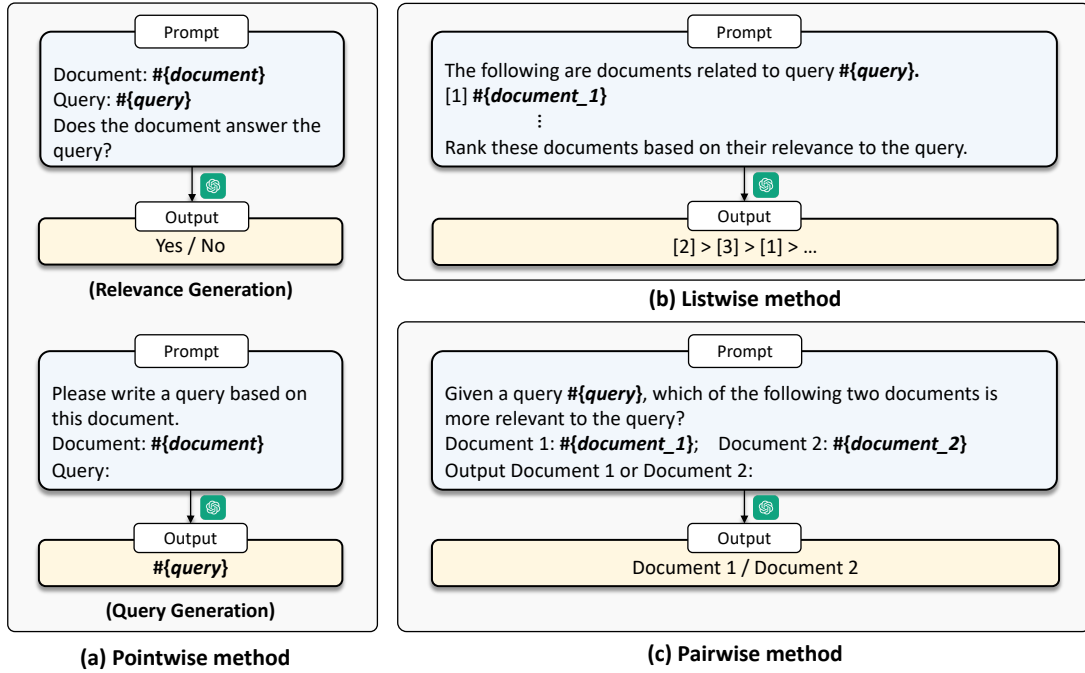 Prompt
Document: #{document}
Query: #{query}
Does the document answer the
query?
Output
Yes / No
(Relevance Generation)
Prompt
Please write a query based on
this document.
Document: #{document}
Query:
Output
#{query}
(Query Generation)
(a) Pointwise method
Prompt
The following are documents related to query #{query}.
[1] #{document_1}
⋮
Rank these documents based on their relevance to the query.
Output
[2] > [3] > [1] > ...
(b) Listwise method
Prompt
Given a query #{query}, which of the following two documents is
more relevant to the query?
Document 1: #{document_1}; Document 2: #{document_2}
Output Document 1 or Document 2:
Output
Document 1 / Document 2
(c) Pairwise method